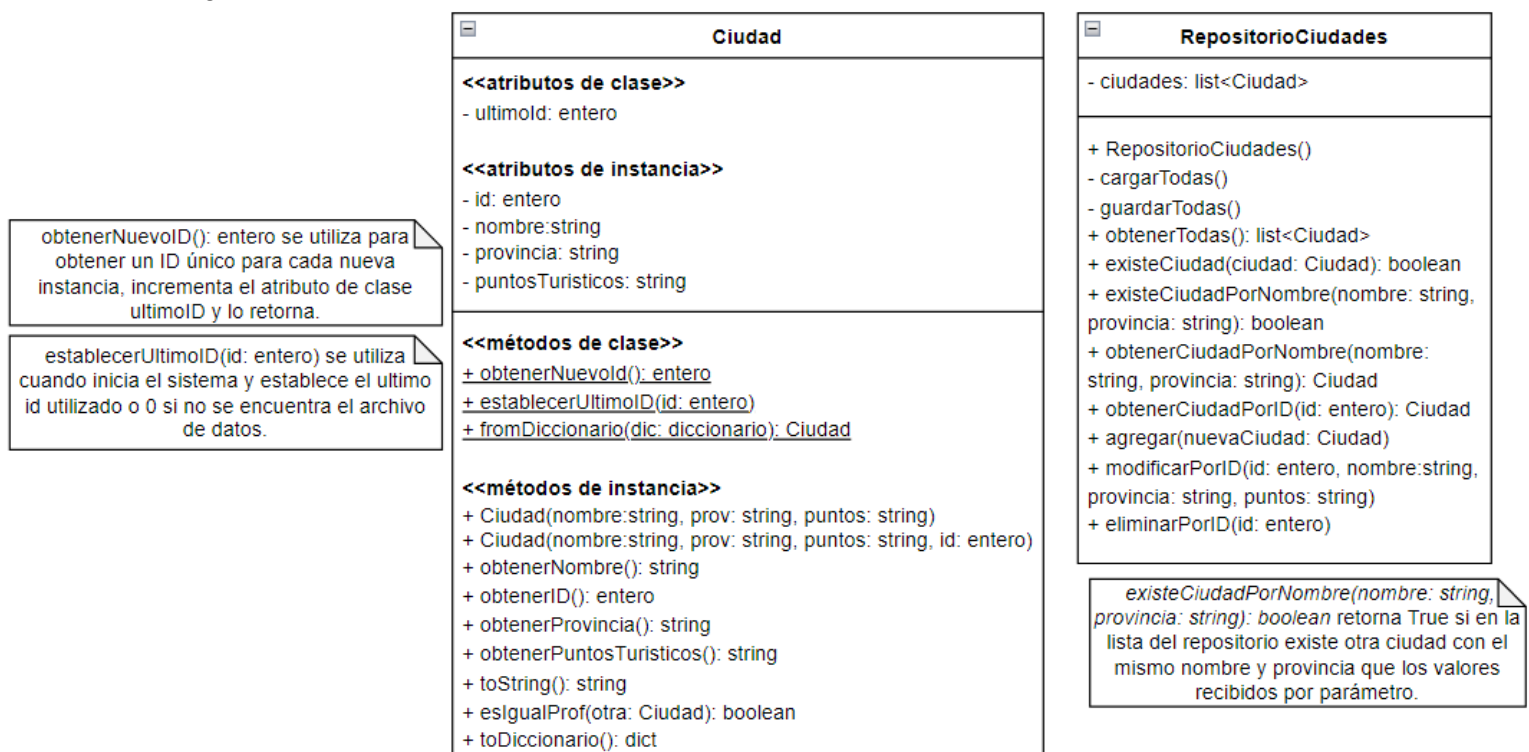 Ciudad
<<atributos de clase>>
- ultimoId: entero
<<atributos de instancia>>
- id: entero
- nombre:string
- provincia: string
- puntosTuristicos: string
<<métodos de clase>>
+ obtenerNuevoId(): entero
+ establecerUltimoID(id: entero)
+ fromDiccionario(dic: diccionario): Ciudad
<<métodos de instancia>>
+ Ciudad(nombre:string, prov: string, puntos: string)
+ Ciudad(nombre:string, prov: string, puntos: string, id: entero)
+ obtenerNombre(): string
+ obtenerID(): entero
+ obtenerProvincia(): string
+ obtenerPuntosTuristicos(): string
+ toString(): string
+ esIgualProf(otra: Ciudad): boolean
+ toDiccionario(): dict
obtenerNuevoID(): entero se utiliza para
obtener un ID único para cada nueva
instancia, incrementa el atributo de clase
ultimoID y lo retorna.
establecerUltimoID(id: entero) se utiliza
cuando inicia el sistema y establece el ultimo
id utilizado o 0 si no se encuentra el archivo
de datos.
RepositorioCiudades
- ciudades: list<Ciudad>
+ RepositorioCiudades()
- cargarTodas()
- guardarTodas()
+ obtenerTodas(): list<Ciudad>
+ existeCiudad(ciudad: Ciudad): boolean
+ existeCiudadPorNombre(nombre: string,
provincia: string): boolean
+ obtenerCiudadPorNombre(nombre:
string, provincia: string): Ciudad
+ obtenerCiudadPorID(id: entero): Ciudad
+ agregar(nuevaCiudad: Ciudad)
+ modificarPorID(id: entero, nombre:string,
provincia: string, puntos: string)
+ eliminarPorID(id: entero)
existeCiudadPorNombre(nombre: string,
provincia: string): boolean retorna True si en la
lista del repositorio existe otra ciudad con el
mismo nombre y provincia que los valores
recibidos por parámetro.